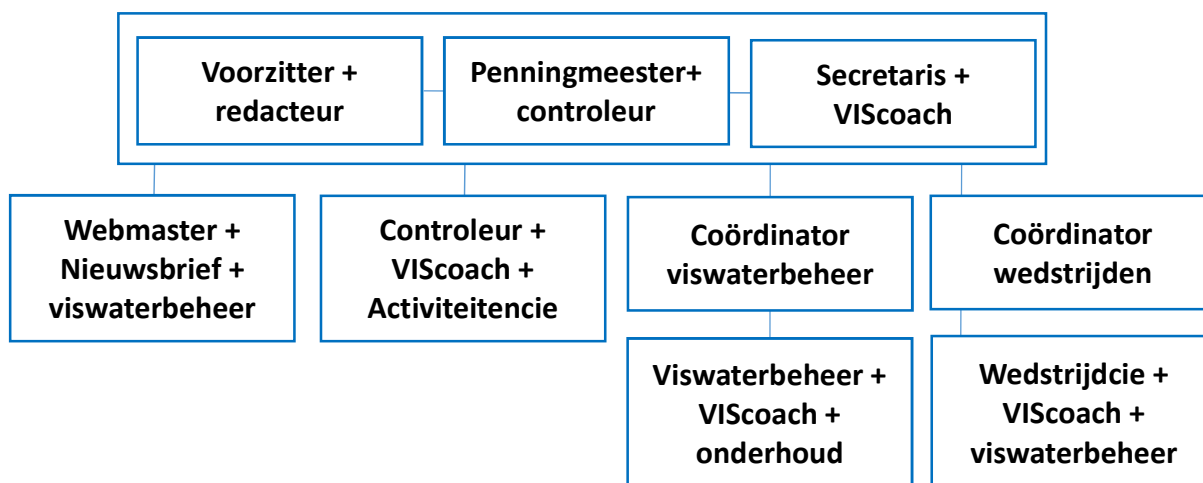 Voorzitter +
redacteur
Penningmeester+
controleur
Secretaris +
VIScoach
Webmaster +
Nieuwsbrief +
viswaterbeheer
Controleur +
VIScoach +
Activiteitencie
Coördinator
viswaterbeheer
Coördinator
wedstrijden
Viswaterbeheer +
VIScoach +
onderhoud
Wedstrijdcie +
VIScoach +
viswaterbeheer